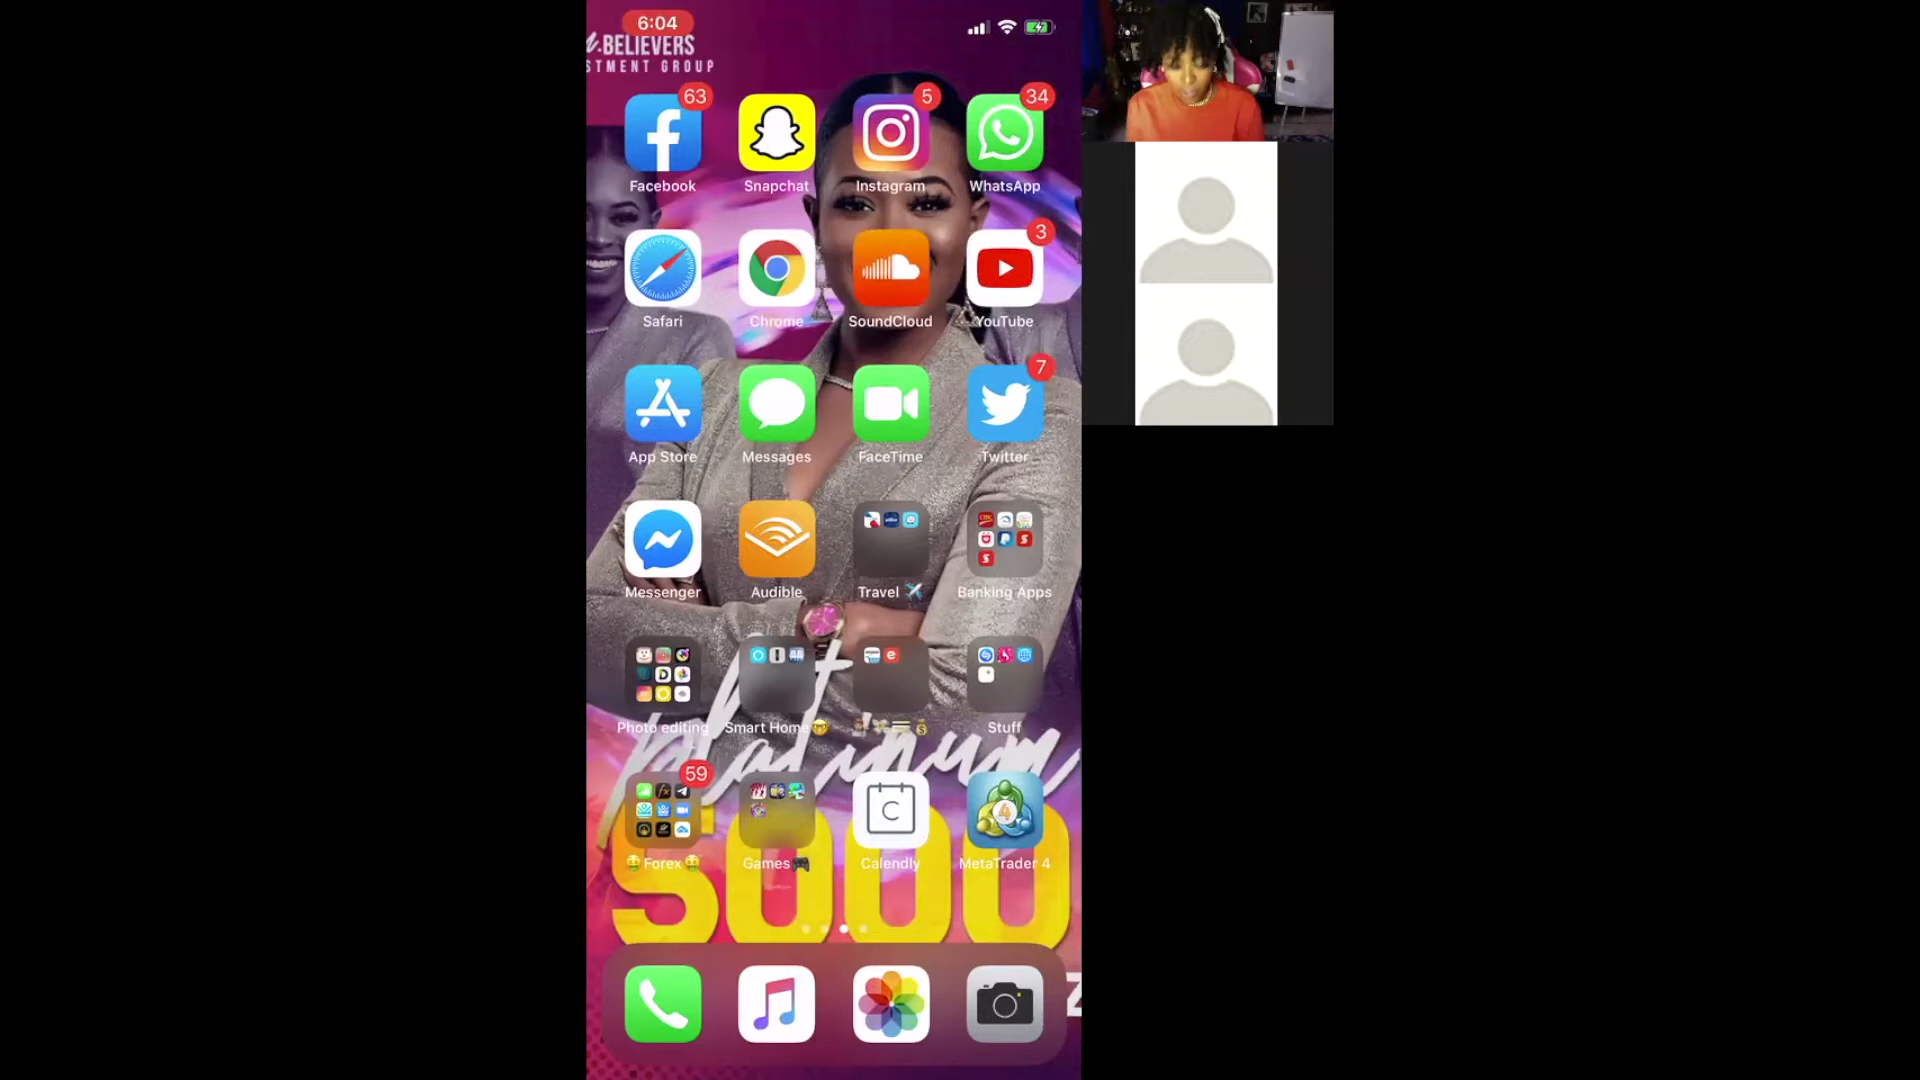 6:04
BELIEVERS
STMENT GROUP
63
5
34
Facebook
Snapchat
Instagram
WhatsApp
3
Safari
Chrome
SoundCloud
YouTube
7
App Store
Messages
FaceTime
Twitter
Messenger
Audible
Travel ✈️
Banking Apps
Photo editing
Smart Home 🤓
Stuff
platinum
59
4
C
🤑 Forex 🤑
Games 🎮
Calendly
MetaTrader 4
5000